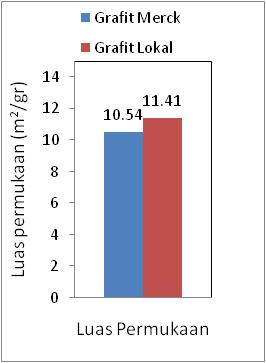 Grafit Merck
Grafit Lokal
Luas permukaan (m²/gr)
14
12
10
8
6
4
2
0
10.54
11.41
Luas Permukaan